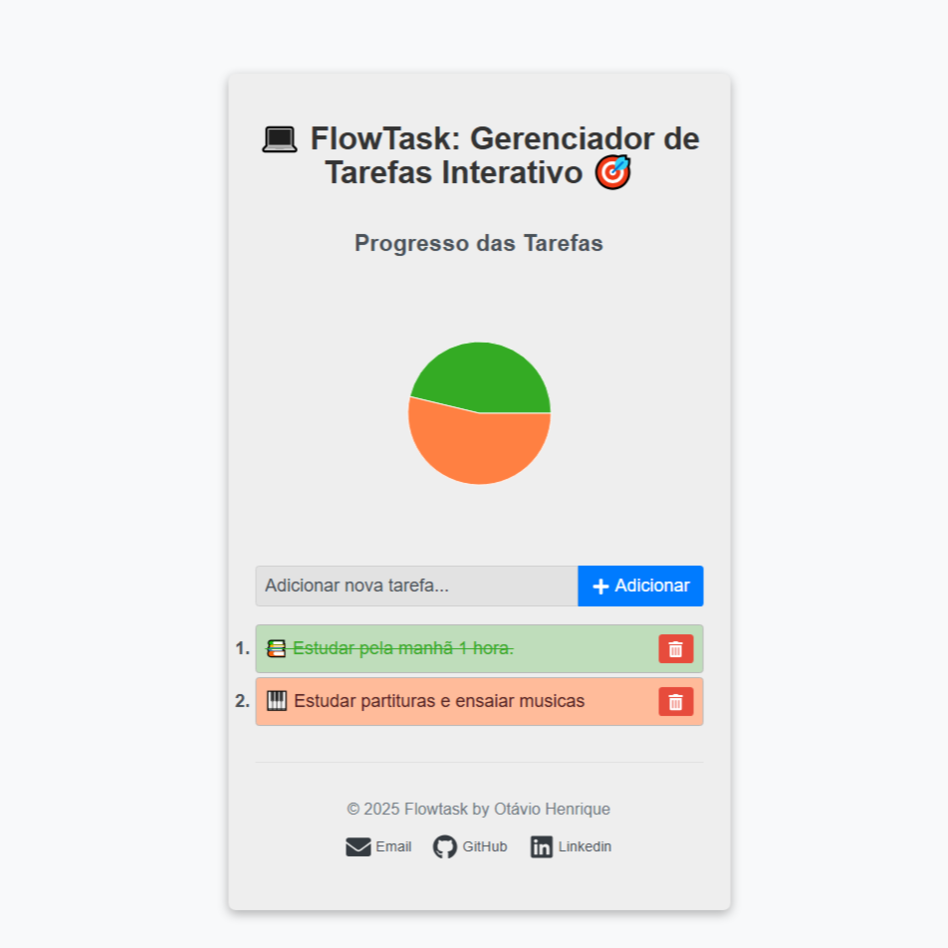 💻 FlowTask: Gerenciador de
Tarefas Interativo 🎯
Progresso das Tarefas
Adicionar nova tarefa...
+ Adicionar
1. 📚 Estudar pela manhã 1 hora.
2. 🎹 Estudar partituras e ensaiar musicas
© 2025 Flowtask by Otávio Henrique
Email GitHub Linkedin